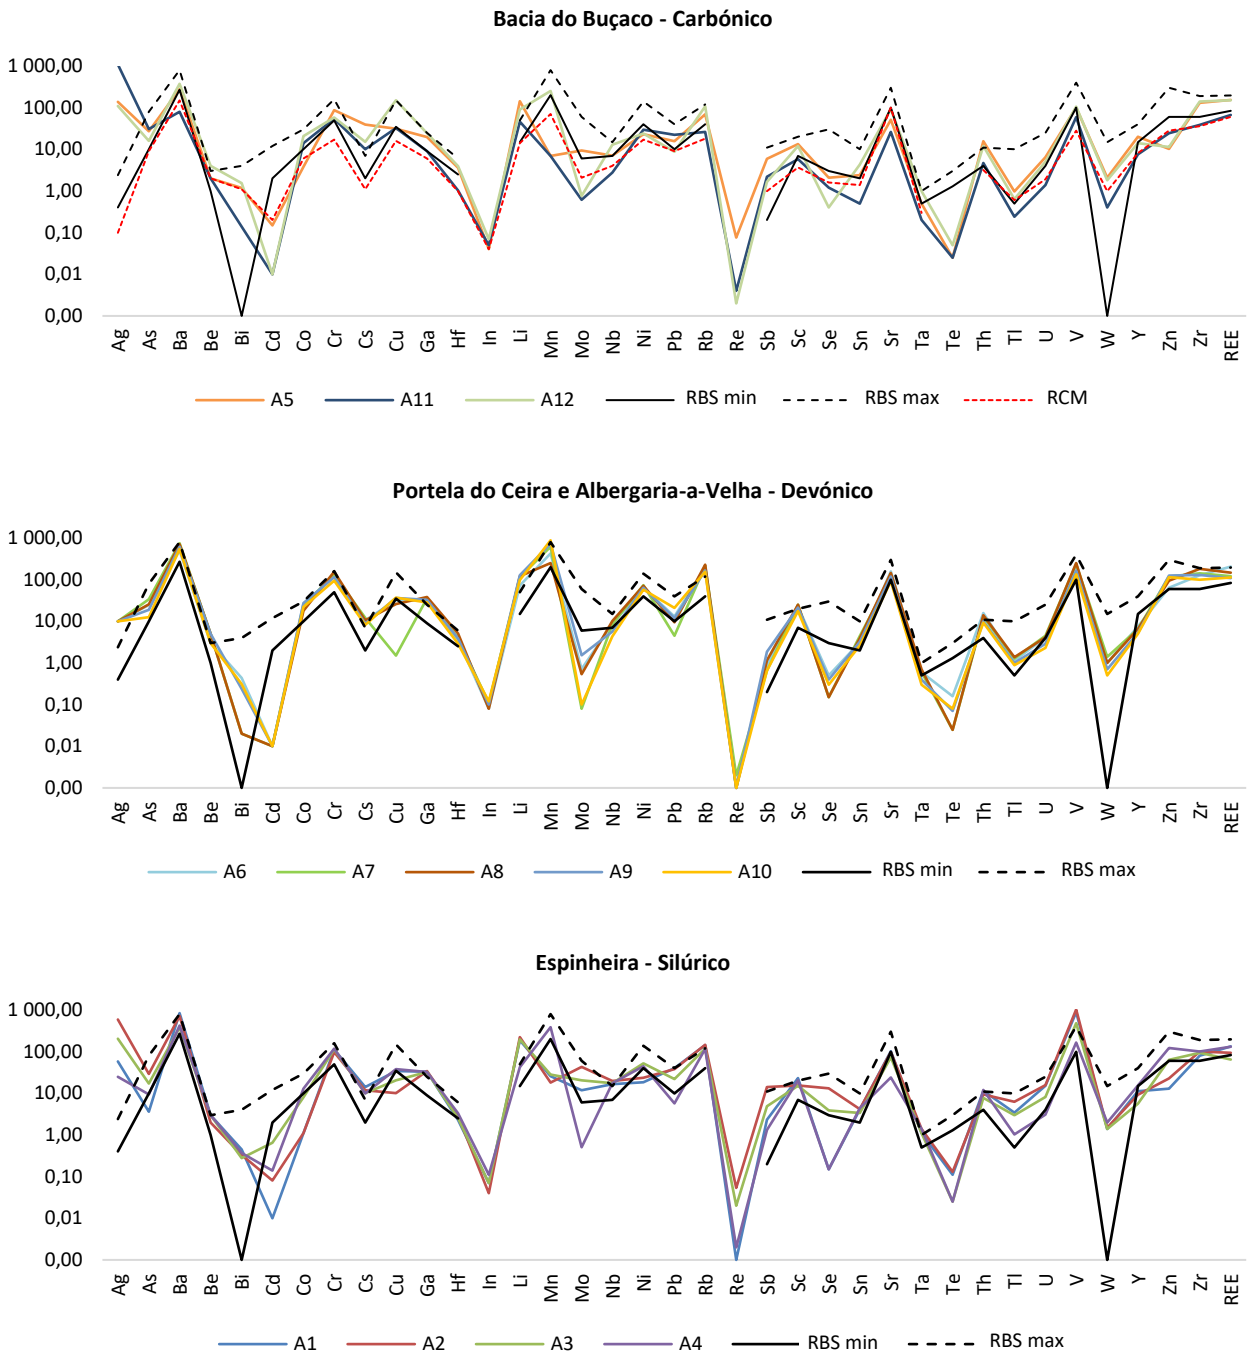 Bacia do Buçaco - Carbónico
1 000,00
100,00
10,00
1,00
0,10
0,01
0,00
Ag As Ba Be Bi Cd Co Cr Cs Cu Ga Hf In Li Mn Mo Nb Ni Pb Rb Re Sb Sc Se Sn Sr Ta Te Th Tl U V W Y Zn Zr REE
A5 A11 A12 RBS min RBS max RCM
Portela do Ceira e Albergaria-a-Velha - Devónico
1 000,00
100,00
10,00
1,00
0,10
0,01
0,00
Ag As Ba Be Bi Cd Co Cr Cs Cu Ga Hf In Li Mn Mo Nb Ni Pb Rb Re Sb Sc Se Sn Sr Ta Te Th Tl U V W Y Zn Zr REE
A6 A7 A8 A9 A10 RBS min RBS max
Espinheira - Silúrico
1 000,00
100,00
10,00
1,00
0,10
0,01
0,00
Ag As Ba Be Bi Cd Co Cr Cs Cu Ga Hf In Li Mn Mo Nb Ni Pb Rb Re Sb Sc Se Sn Sr Ta Te Th Tl U V W Y Zn Zr REE
A1 A2 A3 A4 RBS min RBS max